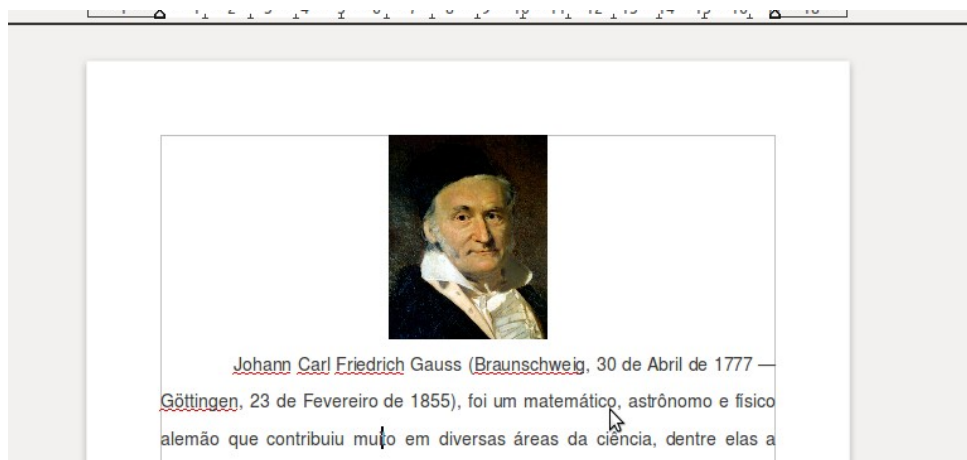 Johann Carl Friedrich Gauss (Braunschweig, 30 de Abril de 1777 —
Göttingen, 23 de Fevereiro de 1855), foi um matemático, astrônomo e físico
alemão que contribuiu muito em diversas áreas da ciência, dentre elas a